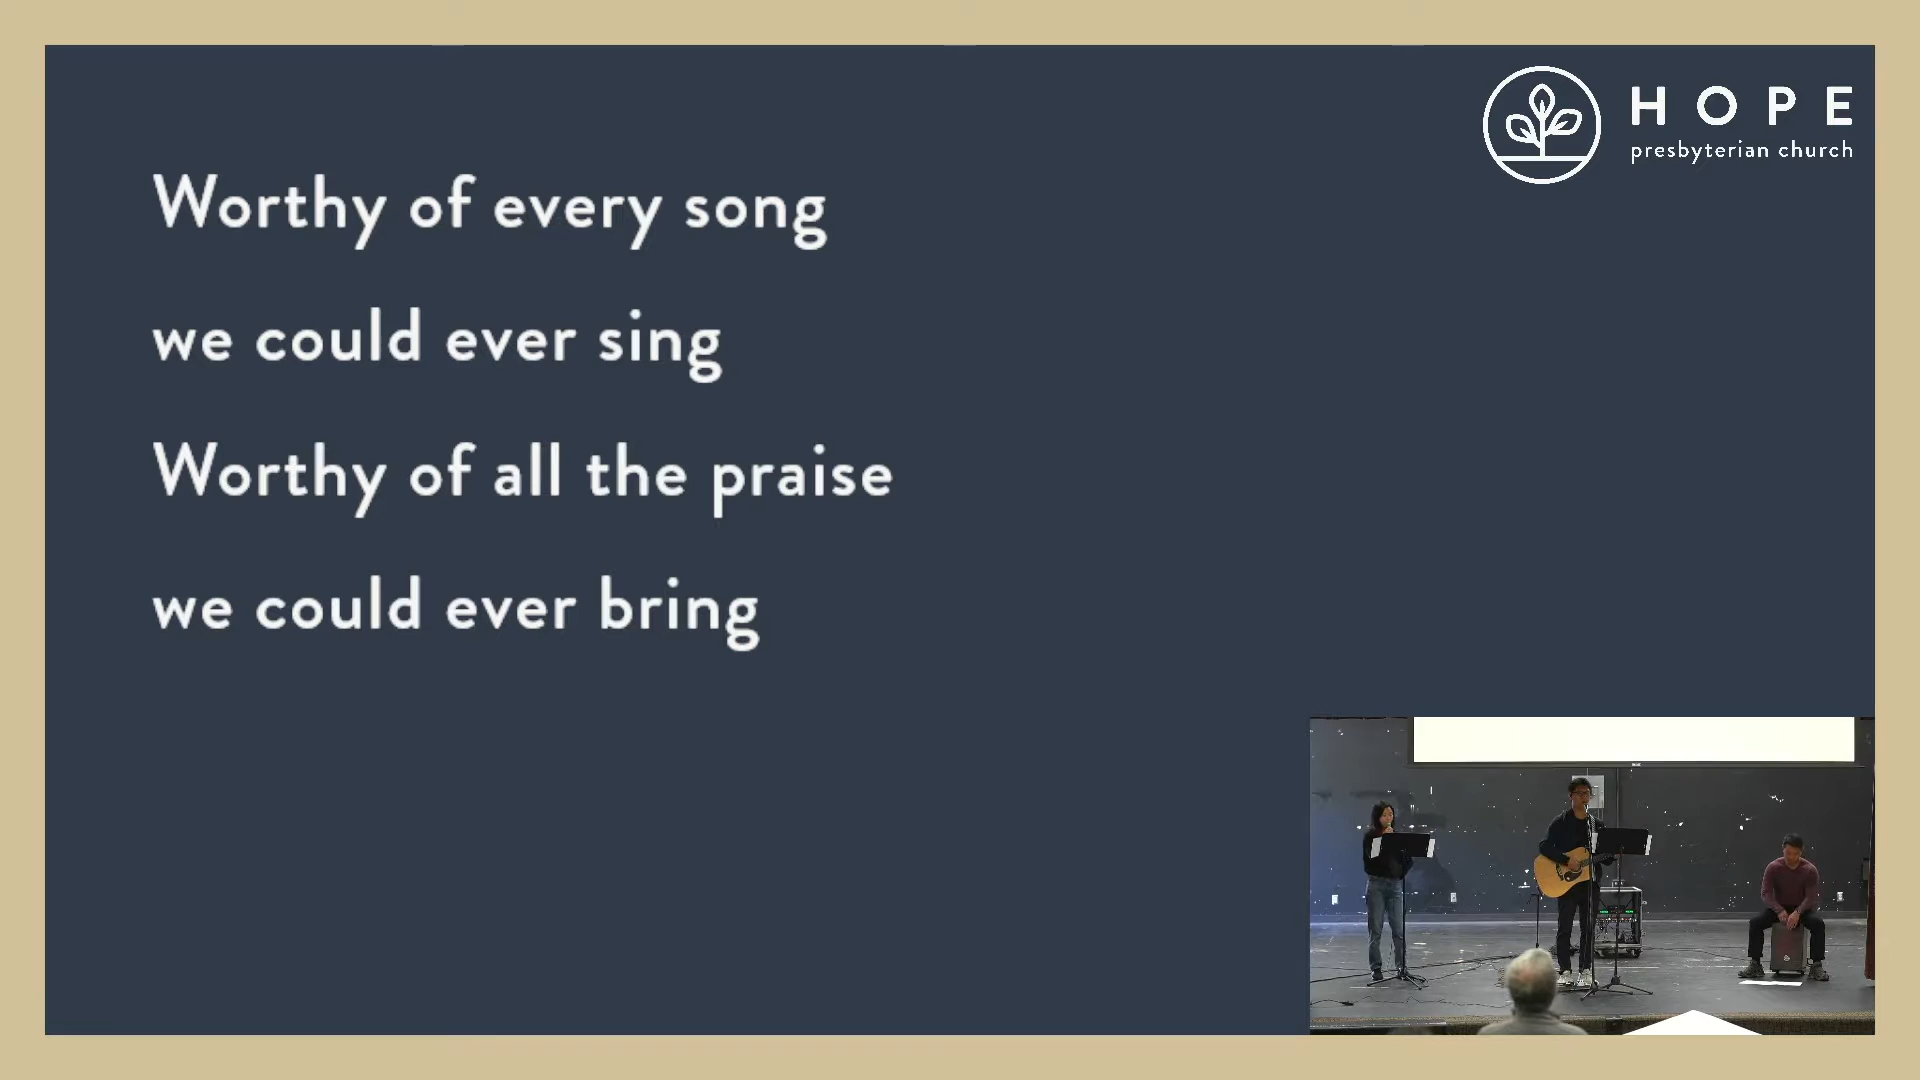 HOPE
presbyterian church
Worthy of every song
we could ever sing
Worthy of all the praise
we could ever bring